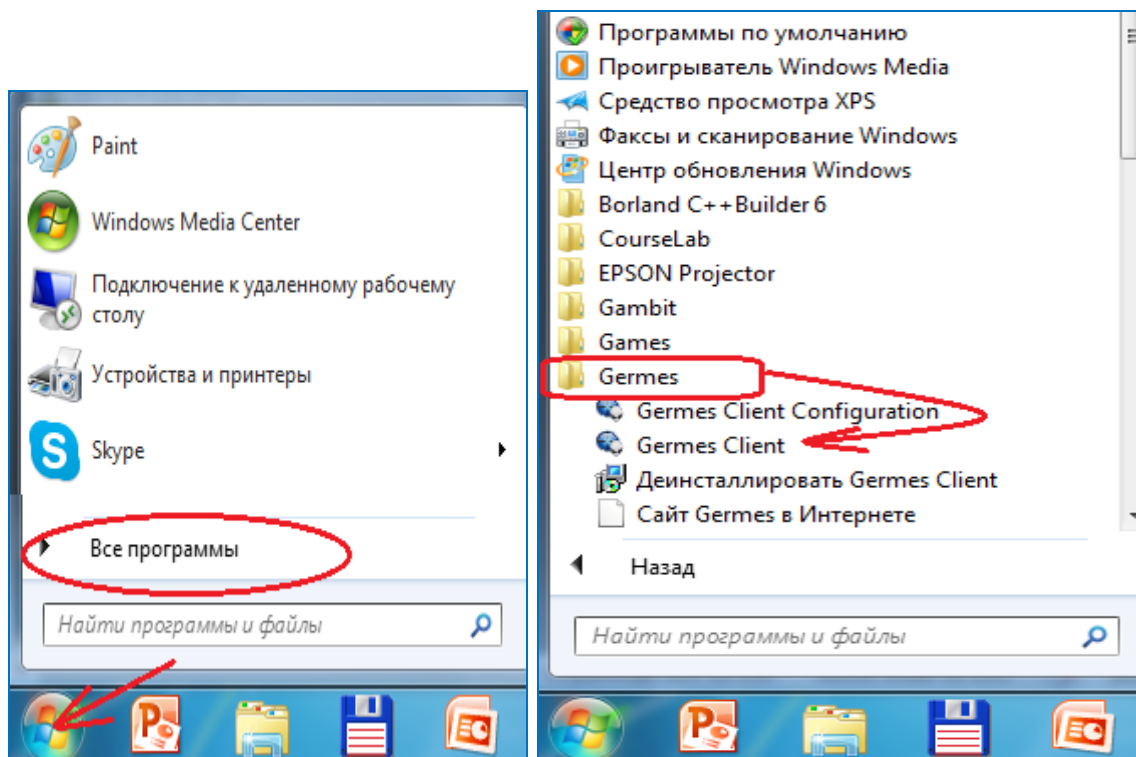 Paint
Windows Media Center
Подключение к удаленному рабочему
столу
Устройства и принтеры
Skype
Все программы
Найти программы и файлы
Программы по умолчанию
Проигрыватель Windows Media
Средство просмотра XPS
Факсы и сканирование Windows
Центр обновления Windows
Borland C++Builder 6
CourseLab
EPSON Projector
Gambit
Games
Germes
Germes Client Configuration
Germes Client
Деинсталлировать Germes Client
Сайт Germes в Интернете
Назад
Найти программы и файлы